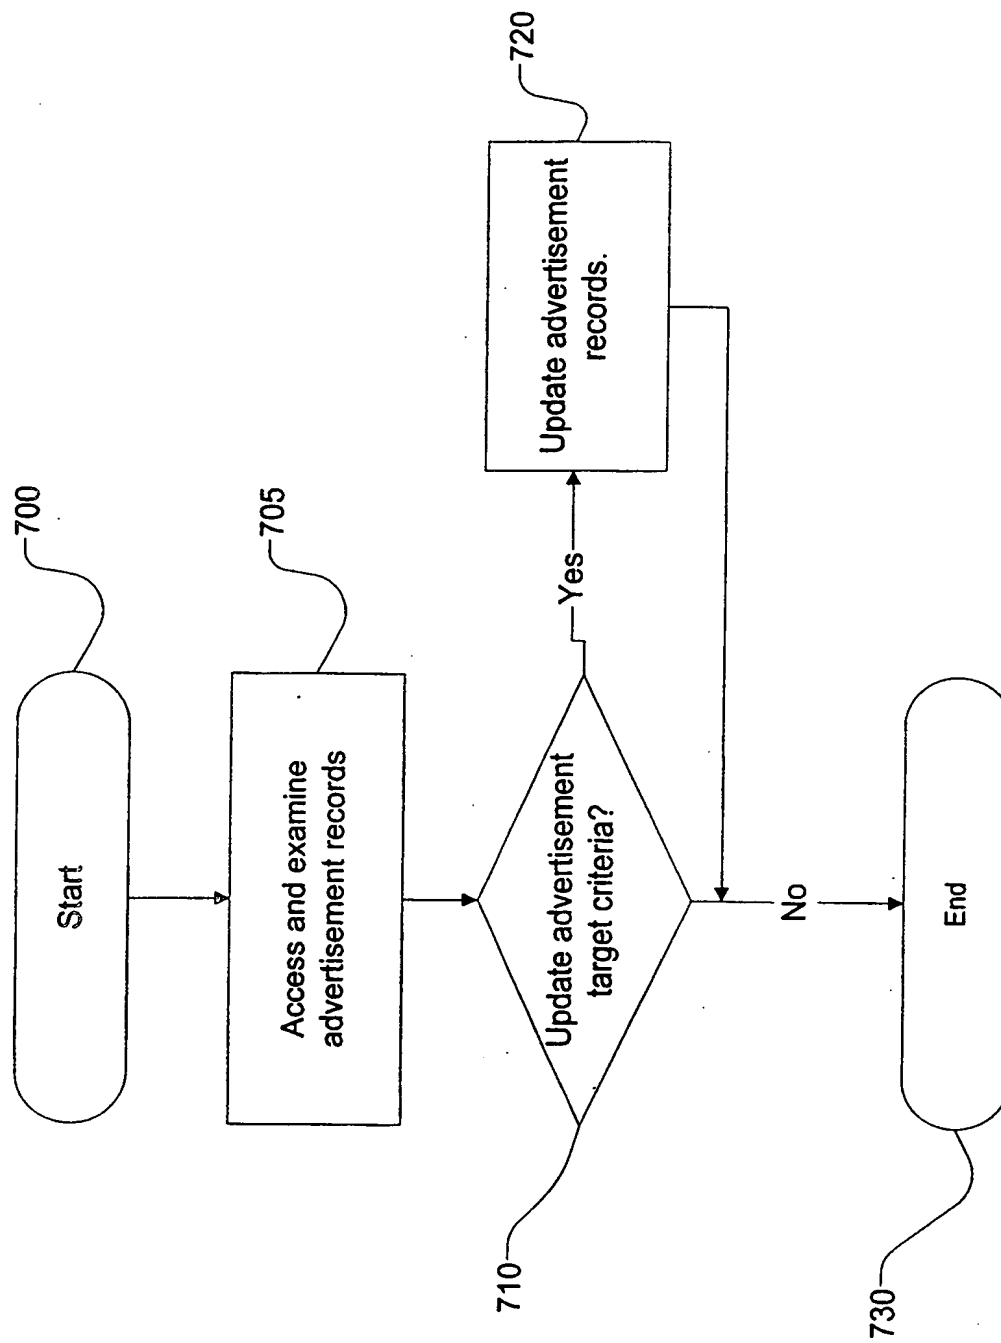 Start
700
Access and examine
advertisement records
705
Update advertisement
target criteria?
710
Yes
Update advertisement
records.
720
No
End
730